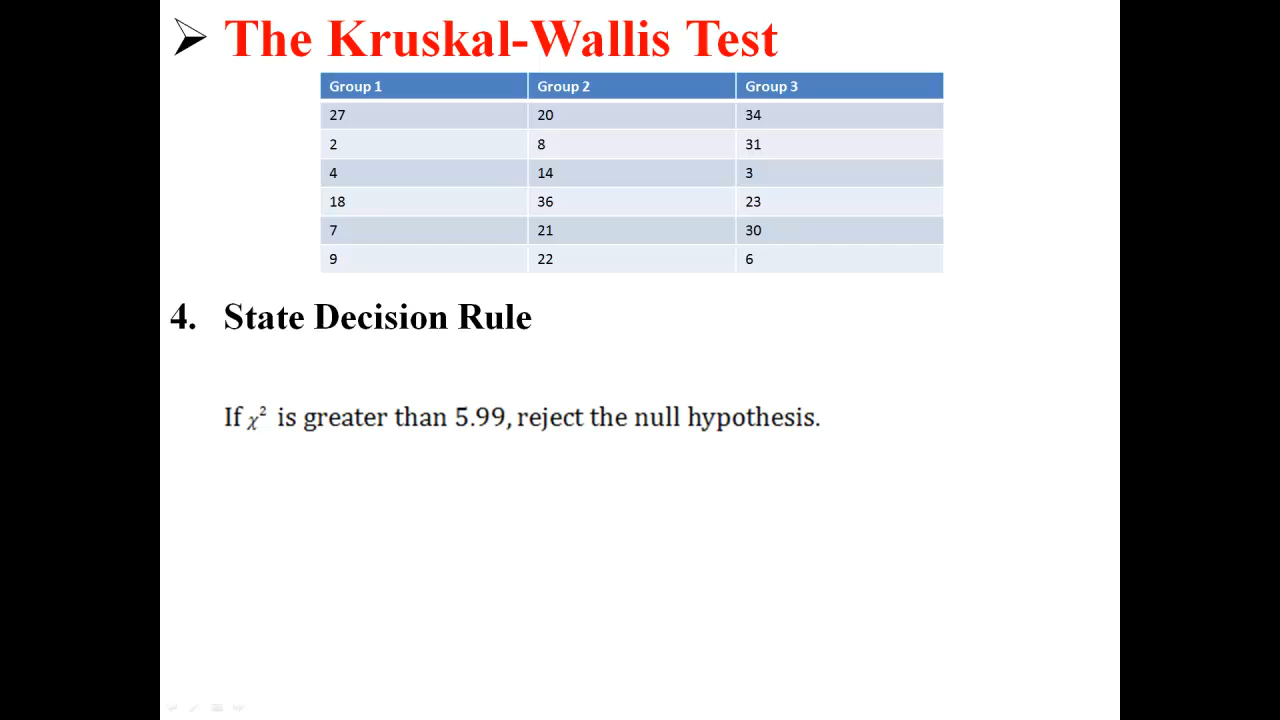 The Kruskal-Wallis Test
Group 1 Group 2 Group 3
27 20 34
2 8 31
4 14 3
18 36 23
7 21 30
9 22 6
4. State Decision Rule
If χ² is greater than 5.99, reject the null hypothesis.